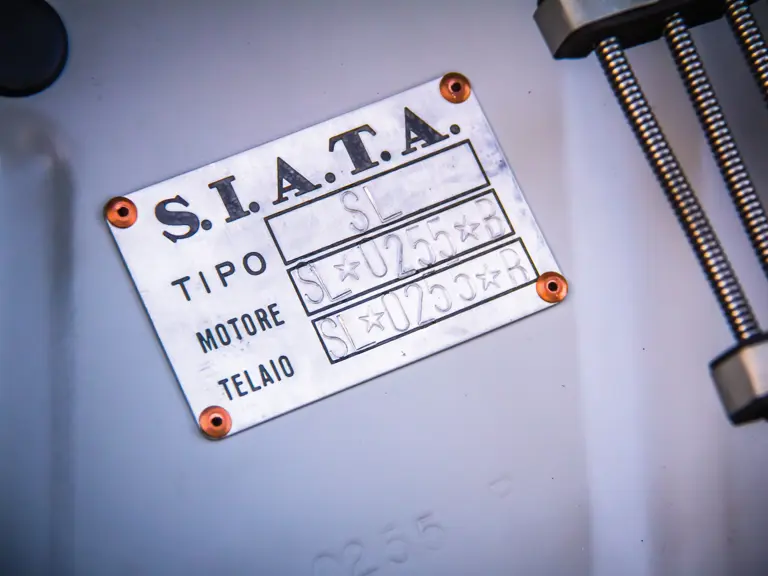 S.I.A.T.A.
TIPO SL
MOTORE SL☆0255☆B
TELAIO SL☆0255☆B
0255